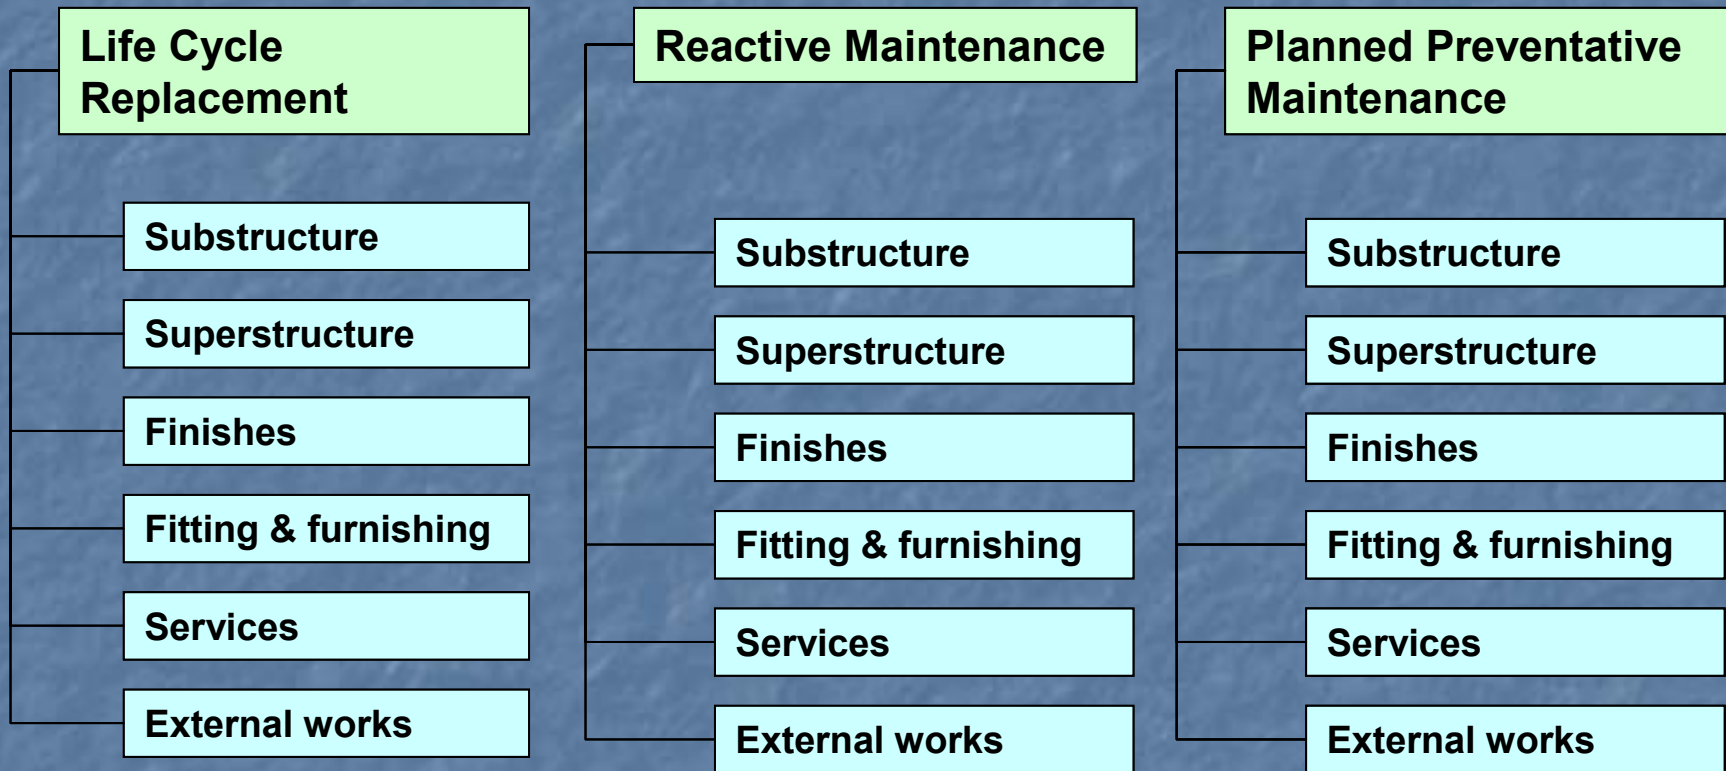 Life Cycle
Replacement
Substructure
Superstructure
Finishes
Fitting & furnishing
Services
External works
Reactive Maintenance
Substructure
Superstructure
Finishes
Fitting & furnishing
Services
External works
Planned Preventative
Maintenance
Substructure
Superstructure
Finishes
Fitting & furnishing
Services
External works